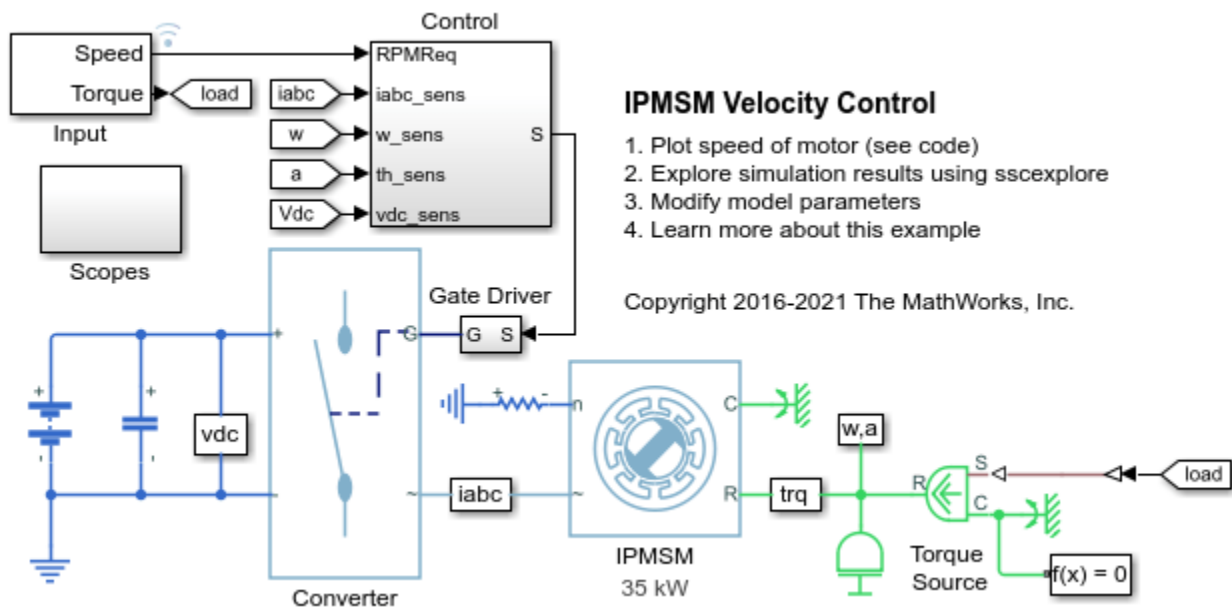 Control
Speed
Torque
load
Input
RPMReq
iabc
iabc_sens
w
w_sens
S
a
th_sens
Vdc
vdc_sens
IPMSM Velocity Control
1. Plot speed of motor (see code)
2. Explore simulation results using sscexplore
3. Modify model parameters
4. Learn more about this example
Copyright 2016-2021 The MathWorks, Inc.
Scopes
Gate Driver
G S
+
G
+
+
vdc
-
-
-
~
Converter
+
-
n
C
iabc
~
R
IPMSM
35 kW
trq
w,a
R
S
C
load
Torque
Source
f(x) = 0